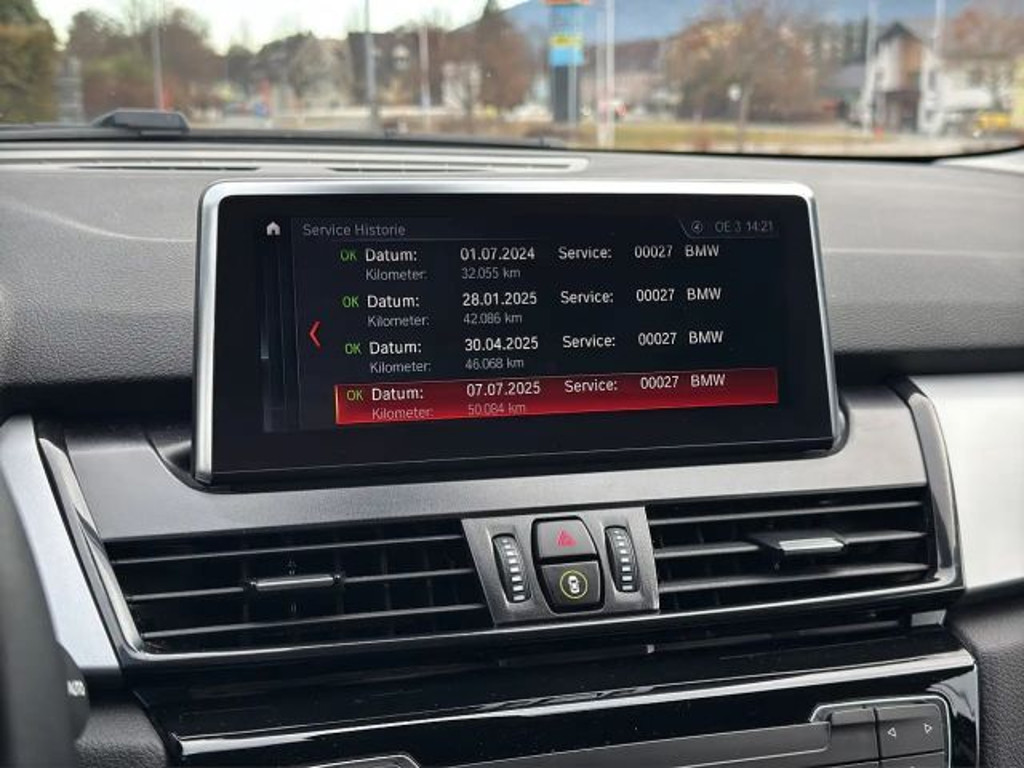 Service Historie OE 3 14:21
OK Datum: 01.07.2024 Service: 00027 BMW
Kilometer: 32.055 km
OK Datum: 28.01.2025 Service: 00027 BMW
Kilometer: 42.086 km
OK Datum: 30.04.2025 Service: 00027 BMW
Kilometer: 46.068 km
OK Datum: 07.07.2025 Service: 00027 BMW
Kilometer: 50.084 km
AUTO